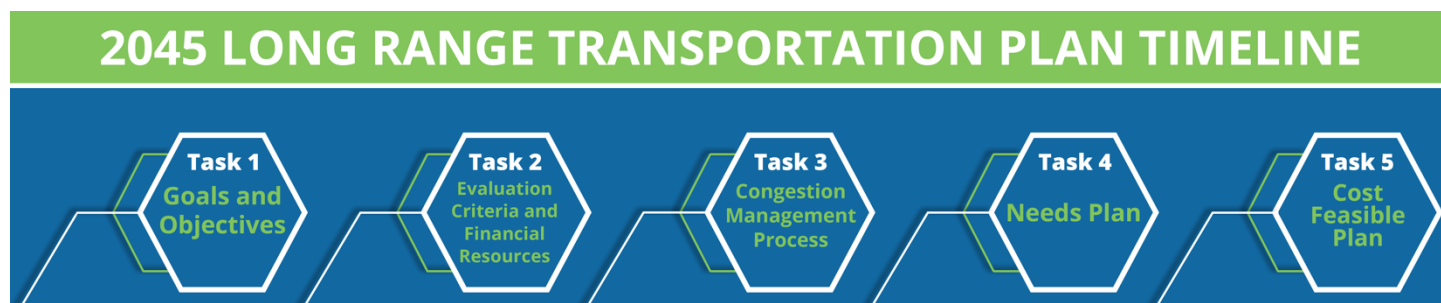 2045 LONG RANGE TRANSPORTATION PLAN TIMELINE
Task 1
Goals and
Objectives
Task 2
Evaluation
Criteria and
Financial
Resources
Task 3
Congestion
Management
Process
Task 4
Needs Plan
Task 5
Cost
Feasible
Plan